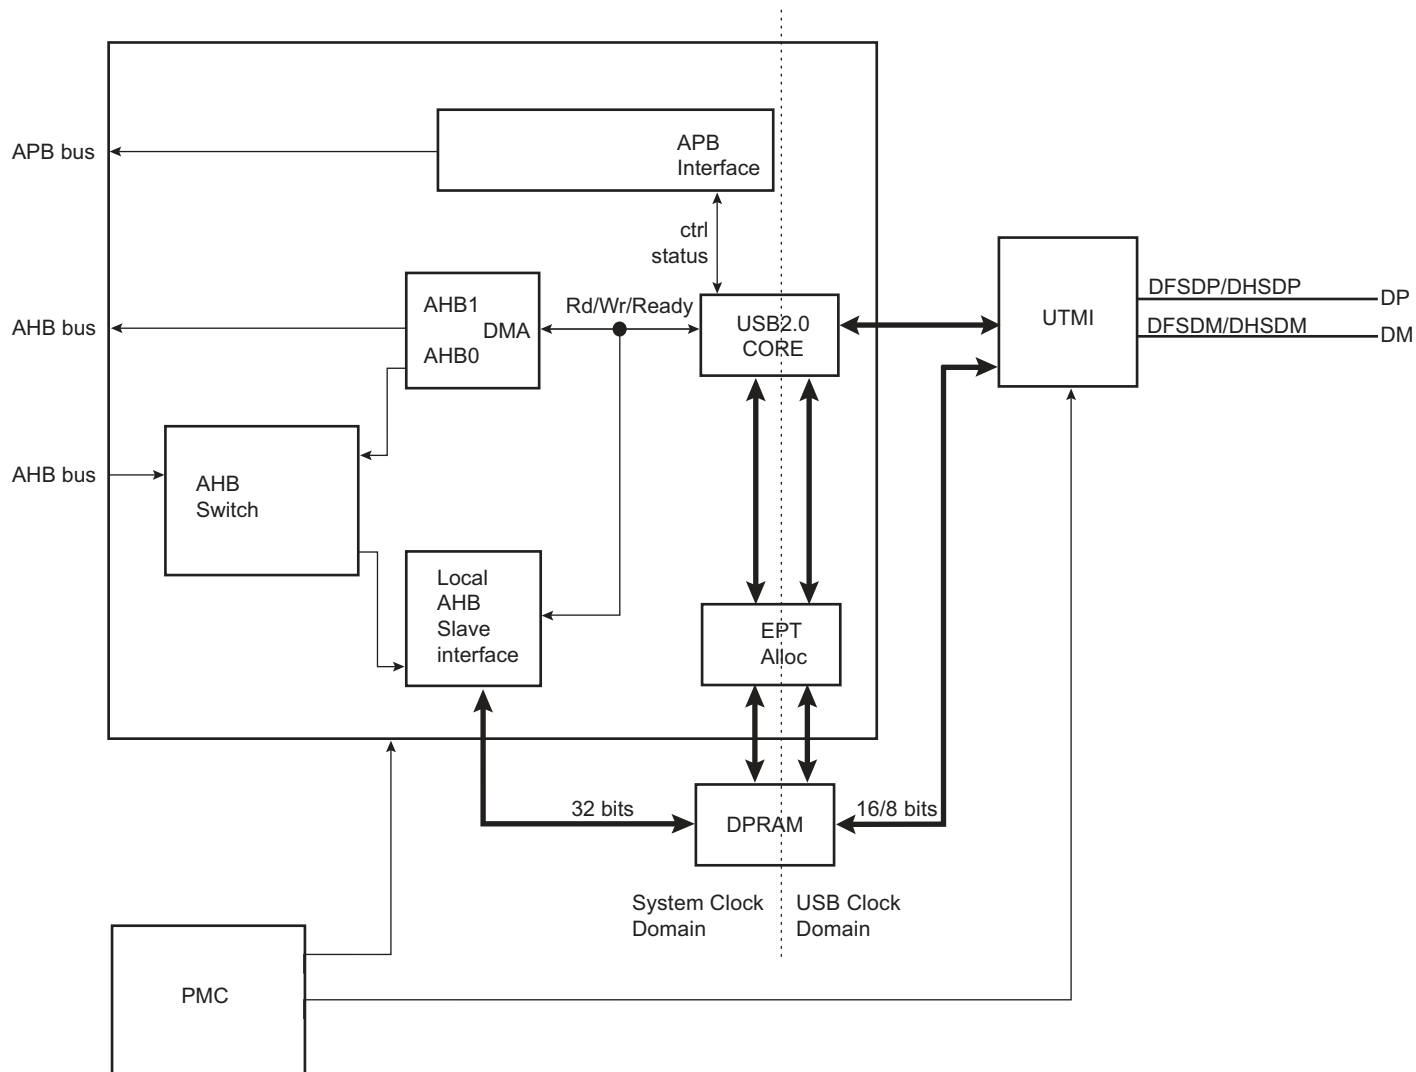 APB bus
APB
Interface
ctrl
status
AHB bus
AHB1
DMA
AHB0
Rd/Wr/Ready
USB2.0
CORE
UTMI
DFSDP/DHSDP
DP
DFSDM/DHSDM
DM
AHB bus
AHB
Switch
Local
AHB
Slave
interface
EPT
Alloc
32 bits
DPRAM
16/8 bits
System Clock
Domain
USB Clock
Domain
PMC